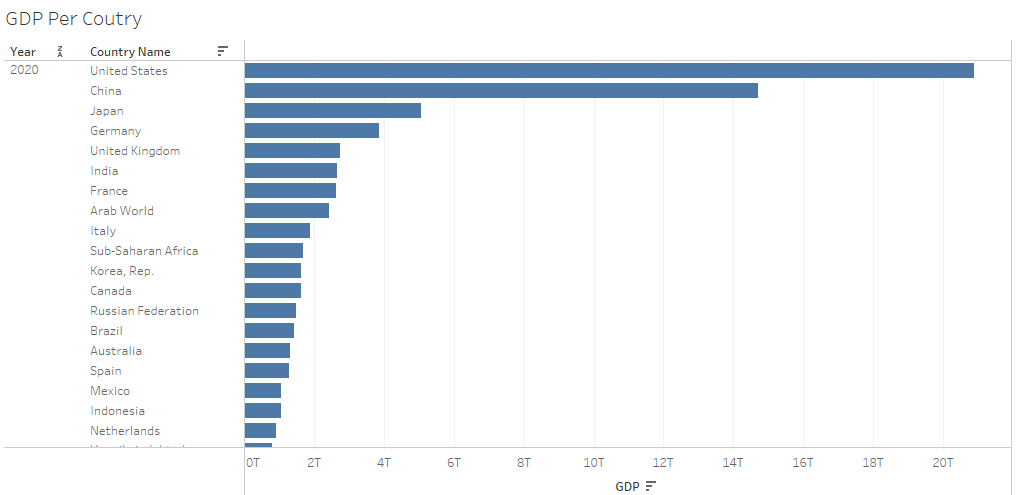 GDP Per Coutry
Year Country Name
2020 United States
China
Japan
Germany
United Kingdom
India
France
Arab World
Italy
Sub-Saharan Africa
Korea, Rep.
Canada
Russian Federation
Brazil
Australia
Spain
Mexico
Indonesia
Netherlands
0T 2T 4T 6T 8T 10T 12T 14T 16T 18T 20T
GDP